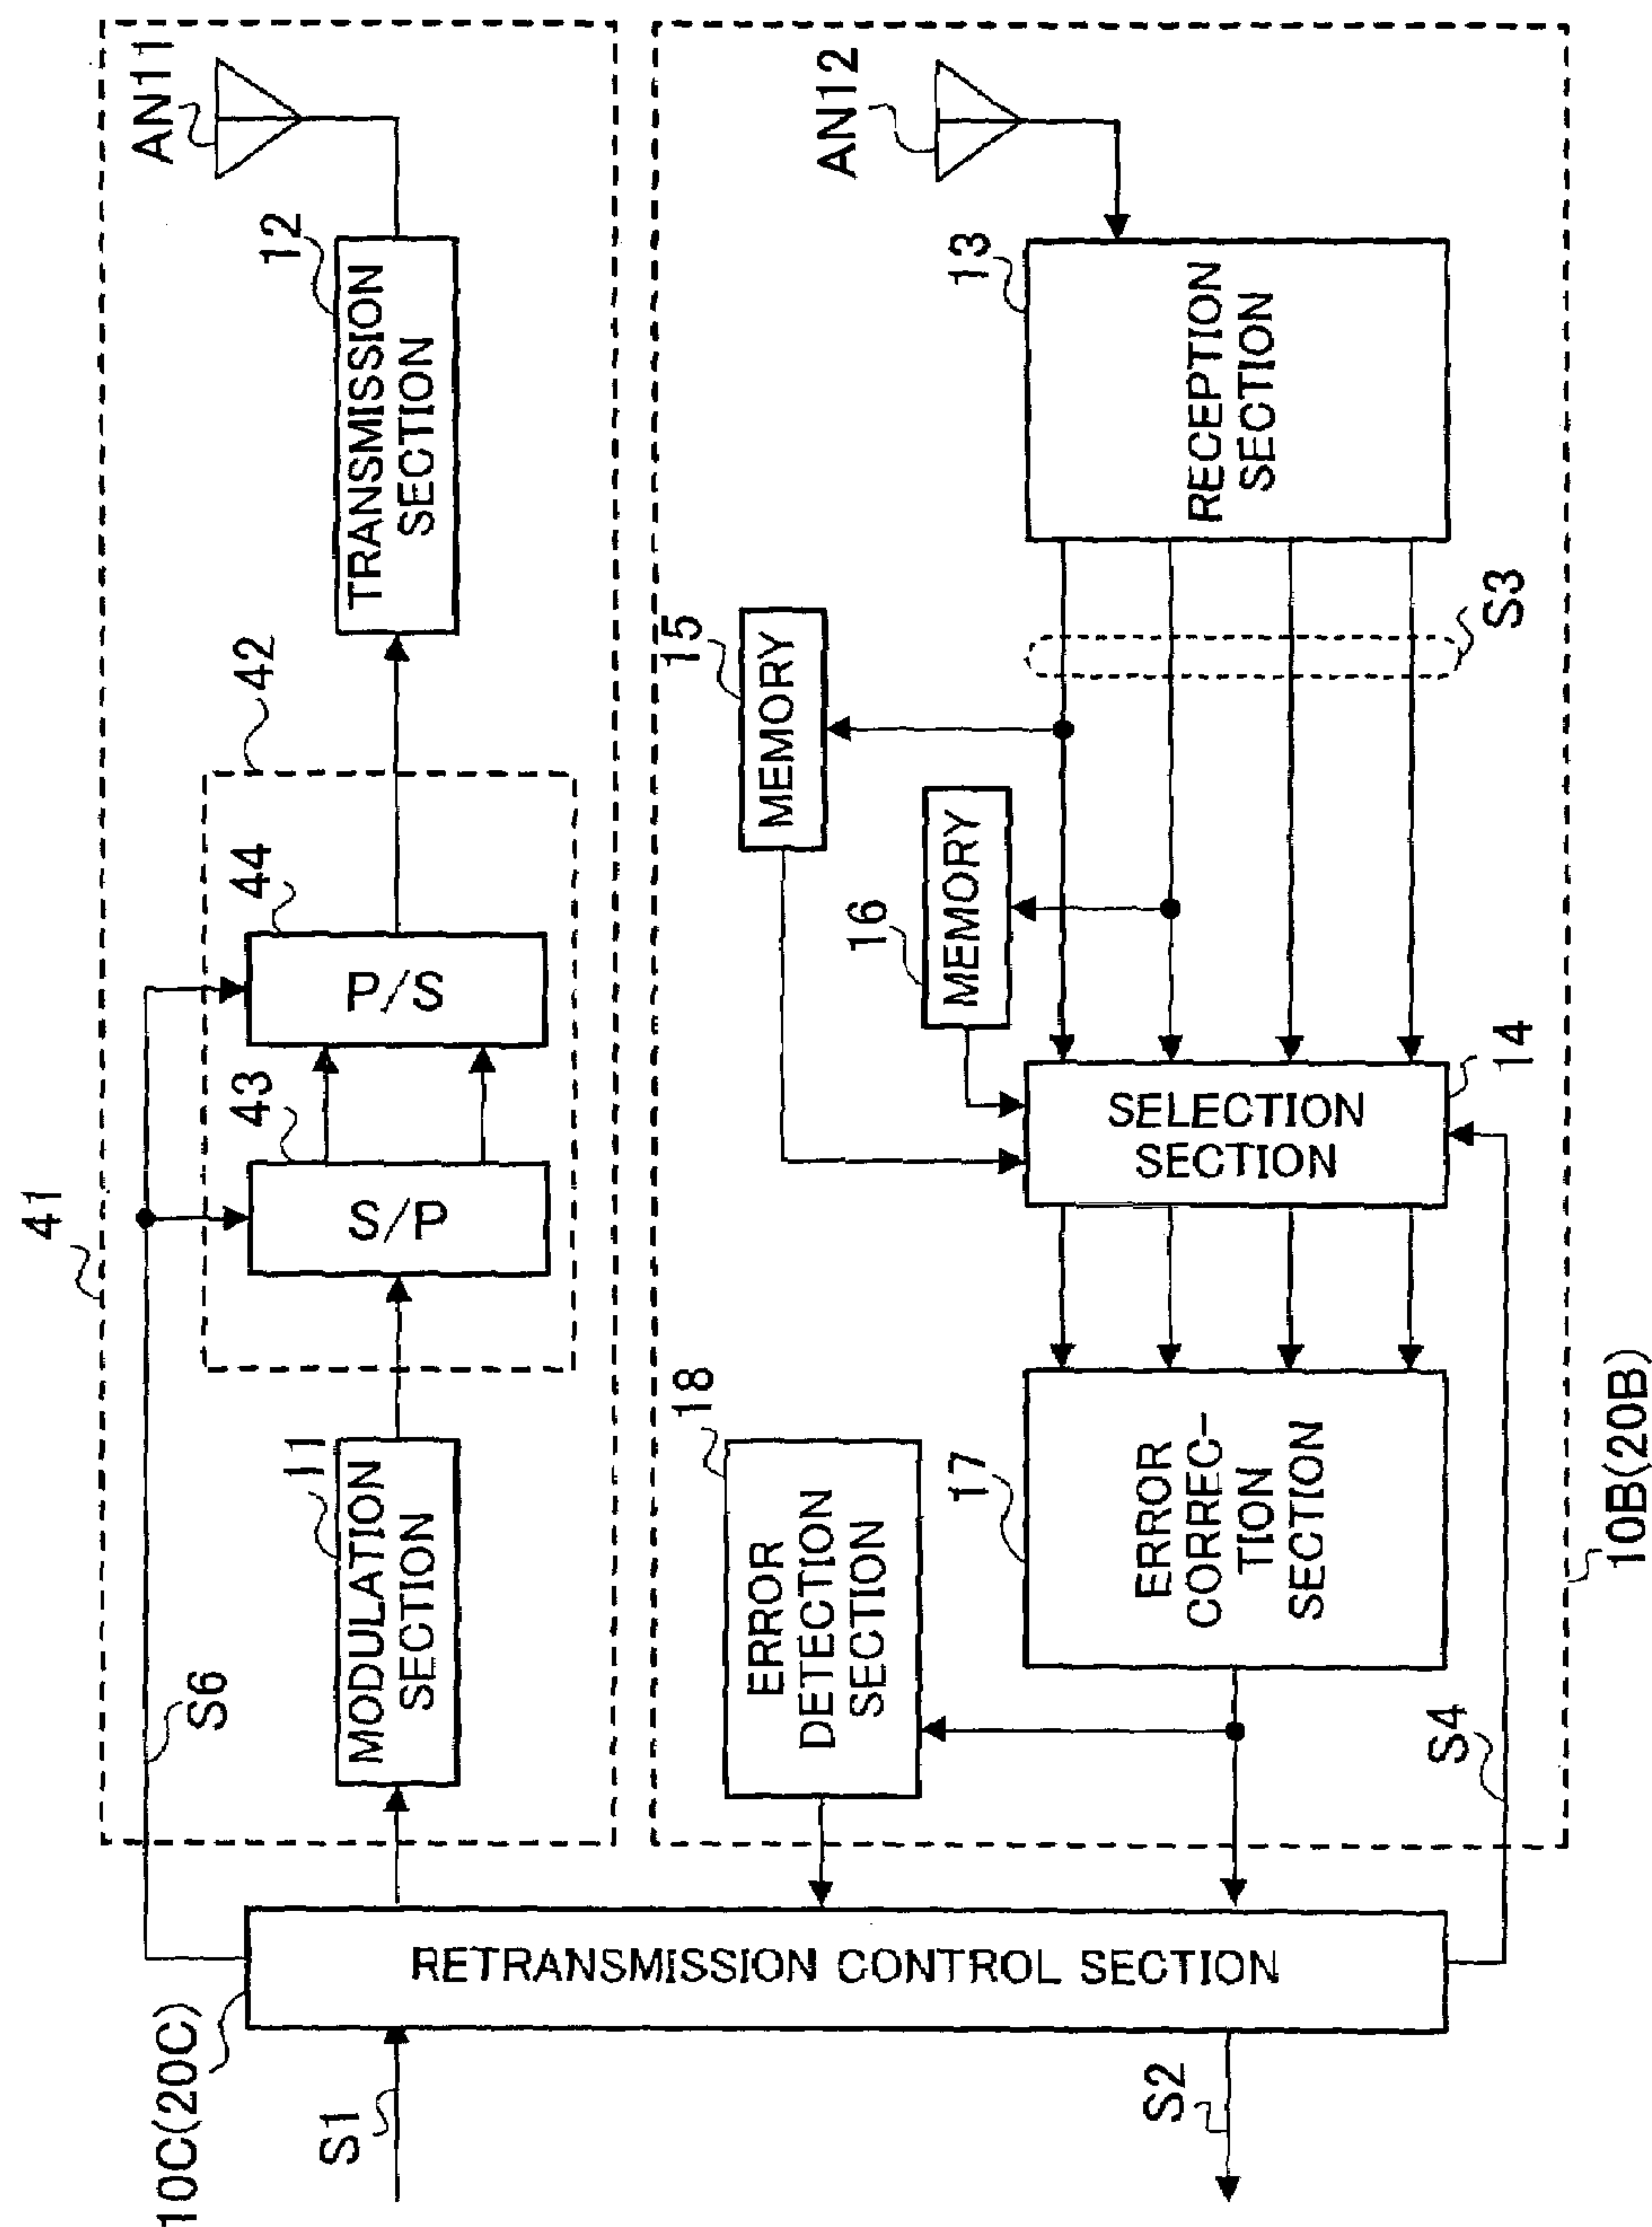 41
AN11
12
TRANSMISSION
SECTION
42
44
P/S
43
S/P
11
MODULATION
SECTION
S6
AN12
13
RECEPTION
SECTION
S3
15
MEMORY
16
MEMORY
14
SELECTION
SECTION
18
ERROR
DETECTION
SECTION
17
ERROR
CORREC-
TION
SECTION
S4
10B(20B)
10C(20C)
RETRANSMISSION CONTROL SECTION
S1
S2